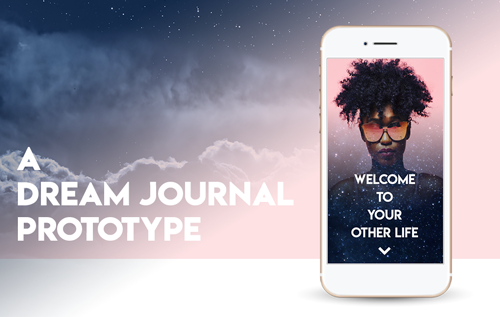 A
DREAM JOURNAL
PROTOTYPE
WELCOME
TO
YOUR
OTHER LIFE